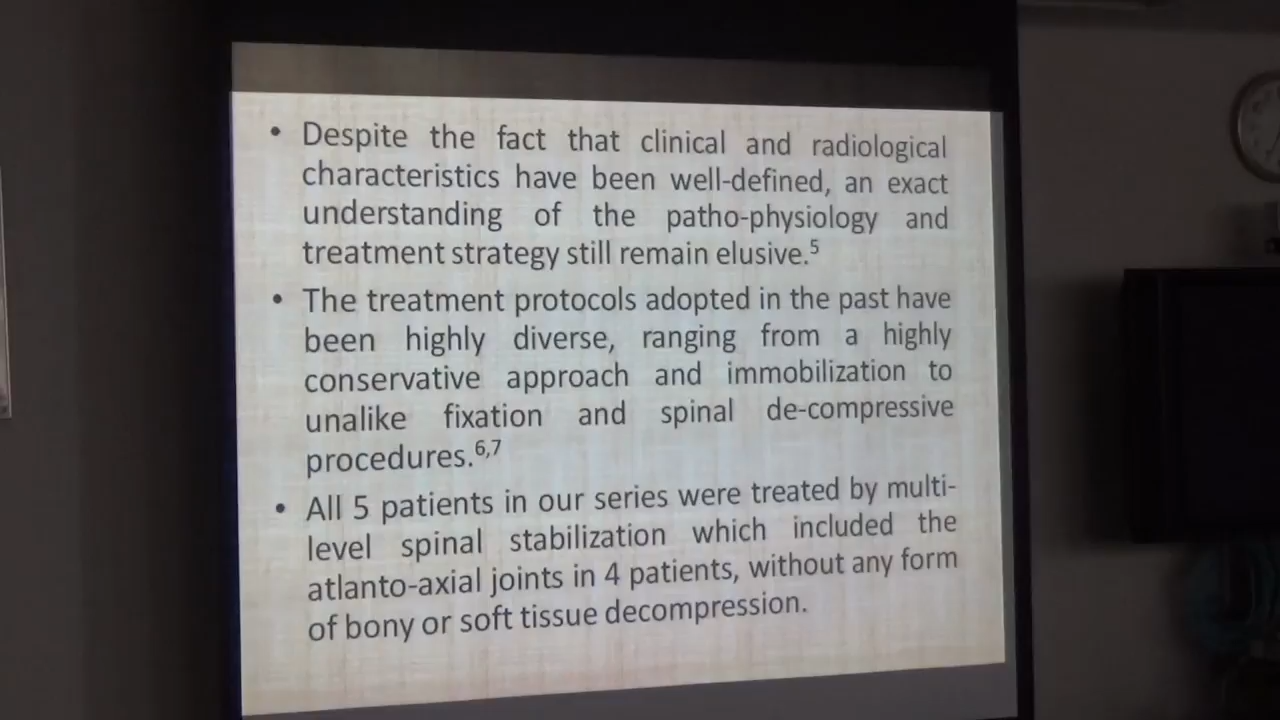 • Despite the fact that clinical and radiological
characteristics have been well-defined, an exact
understanding of the patho-physiology and
treatment strategy still remain elusive.⁵
• The treatment protocols adopted in the past have
been highly diverse, ranging from a highly
conservative approach and immobilization to
unalike fixation and spinal de-compressive
procedures.⁶,⁷
• All 5 patients in our series were treated by multi-
level spinal stabilization which included the
atlanto-axial joints in 4 patients, without any form
of bony or soft tissue decompression.